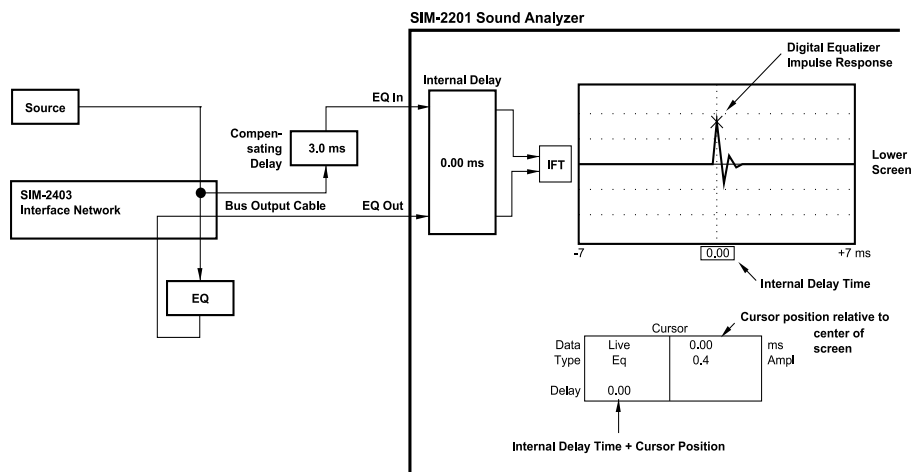 SIM-2201 Sound Analyzer
Digital Equalizer
Impulse Response
Internal Delay
EQ In
Source
Compen-
sating
Delay
3.0 ms
0.00 ms
IFT
Lower
Screen
SIM-2403
Interface Network
Bus Output Cable
EQ Out
-7
0.00
+7 ms
Internal Delay Time
EQ
Cursor position relative to
center of
screen
Cursor
Data
Live
0.00
ms
Type
Eq
0.4
Ampl
Delay
0.00
Internal Delay Time + Cursor Position